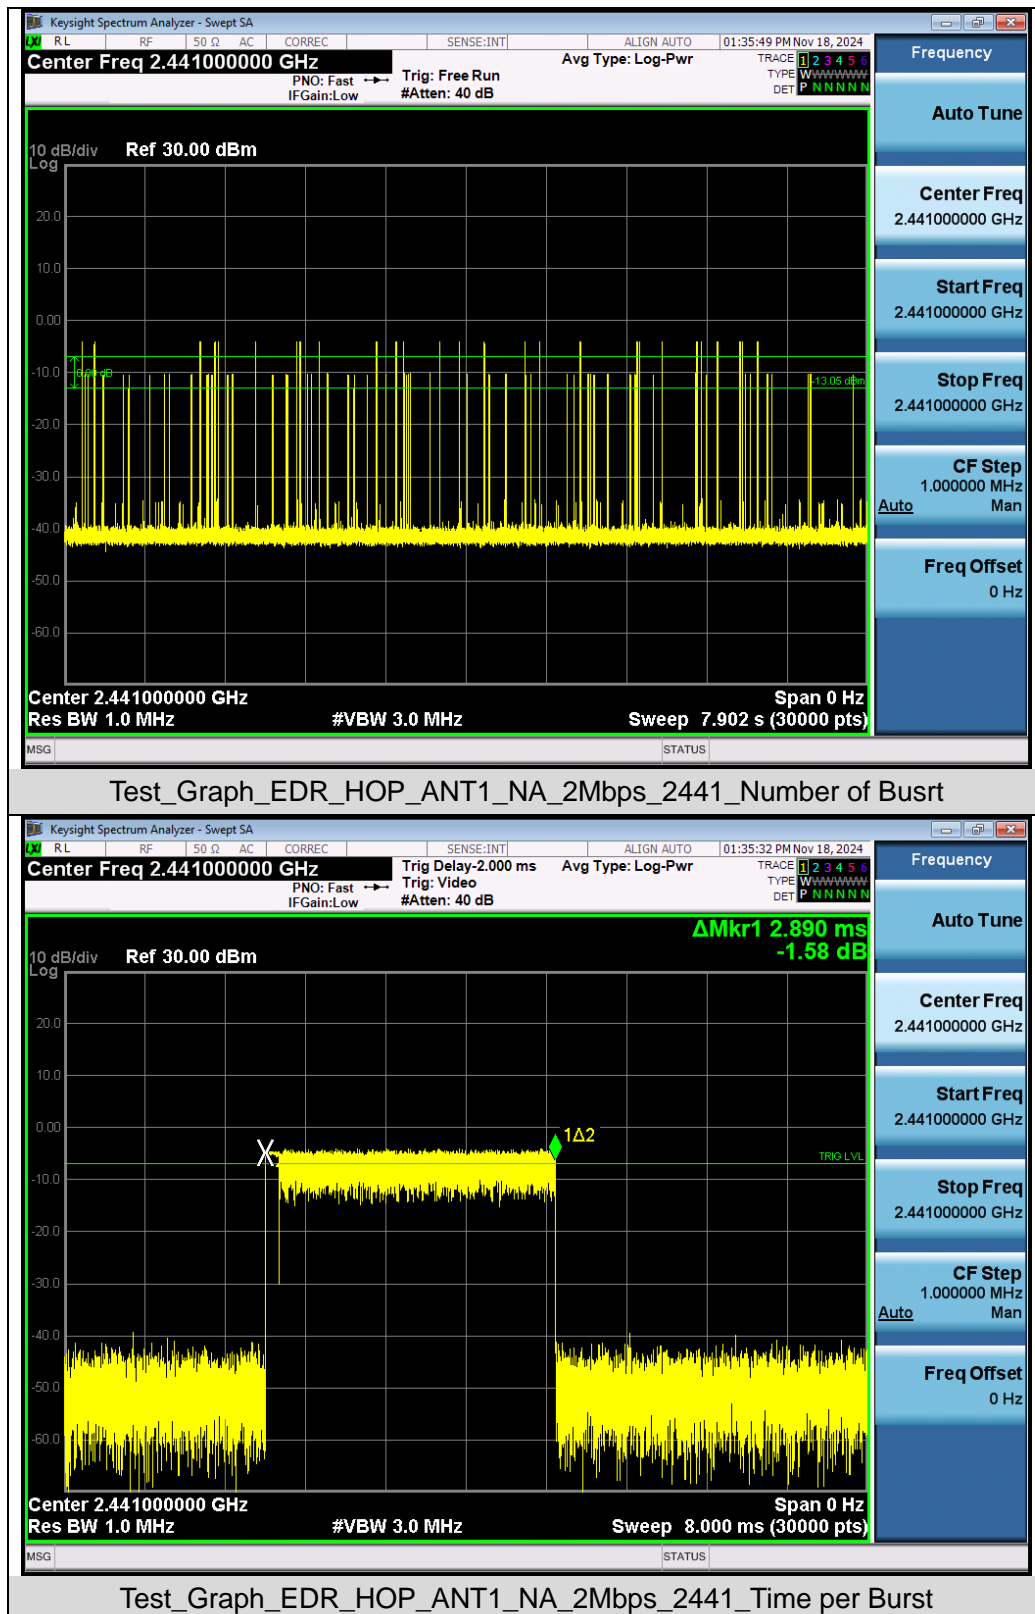 Keysight Spectrum Analyzer - Swept SA
LXI RL RF 50 Ω AC CORREC SENSE:INT ALIGN AUTO 01:35:49 PM Nov 18, 2024
Center Freq 2.441000000 GHz Avg Type: Log-Pwr TRACE 1 2 3 4 5 6
PNO: Fast Trig: Free Run TYPE WWWWWW
IFGain:Low #Atten: 40 dB DET P N N N N N
Frequency
Auto Tune
Center Freq
2.441000000 GHz
Start Freq
2.441000000 GHz
Stop Freq
2.441000000 GHz
CF Step
1.000000 MHz
Auto Man
Freq Offset
0 Hz
10 dB/div Ref 30.00 dBm
Log
20.0
10.0
0.00
-10.0
-13.05 dBm
-20.0
-30.0
-40.0
-50.0
-60.0
Center 2.441000000 GHz Span 0 Hz
Res BW 1.0 MHz #VBW 3.0 MHz Sweep 7.902 s (30000 pts)
MSG STATUS
Test_Graph_EDR_HOP_ANT1_NA_2Mbps_2441_Number of Busrt
Keysight Spectrum Analyzer - Swept SA
LXI RL RF 50 Ω AC CORREC SENSE:INT ALIGN AUTO 01:35:32 PM Nov 18, 2024
Center Freq 2.441000000 GHz Trig Delay-2.000 ms Avg Type: Log-Pwr TRACE 1 2 3 4 5 6
PNO: Fast Trig: Video TYPE WWWWWW
IFGain:Low #Atten: 40 dB DET P N N N N N
Frequency
Auto Tune
Center Freq
2.441000000 GHz
Start Freq
2.441000000 GHz
Stop Freq
2.441000000 GHz
CF Step
1.000000 MHz
Auto Man
Freq Offset
0 Hz
ΔMkr1 2.890 ms
-1.58 dB
10 dB/div Ref 30.00 dBm
Log
20.0
10.0
0.00
1Δ2
TRIG LVL
-10.0
-20.0
-30.0
-40.0
-50.0
-60.0
Center 2.441000000 GHz Span 0 Hz
Res BW 1.0 MHz #VBW 3.0 MHz Sweep 8.000 ms (30000 pts)
MSG STATUS
Test_Graph_EDR_HOP_ANT1_NA_2Mbps_2441_Time per Burst